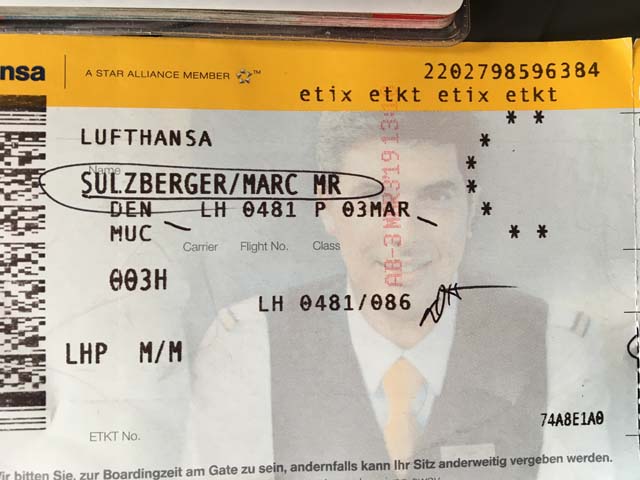 nsa
A STAR ALLIANCE MEMBER ™
2202798596384
etix etkt etix etkt
* *
LUFTHANSA *
Name *
SULZBERGER/MARC MR *
DEN LH 0481 P 03MAR *
MUC * *
Carrier Flight No. Class
003H
LH 0481/086
LHP M/M
74A8E1A0
ETKT No.
ir bitten Sie, zur Boardingzeit am Gate zu sein, andernfalls kann Ihr Sitz anderweitig vergeben werden.